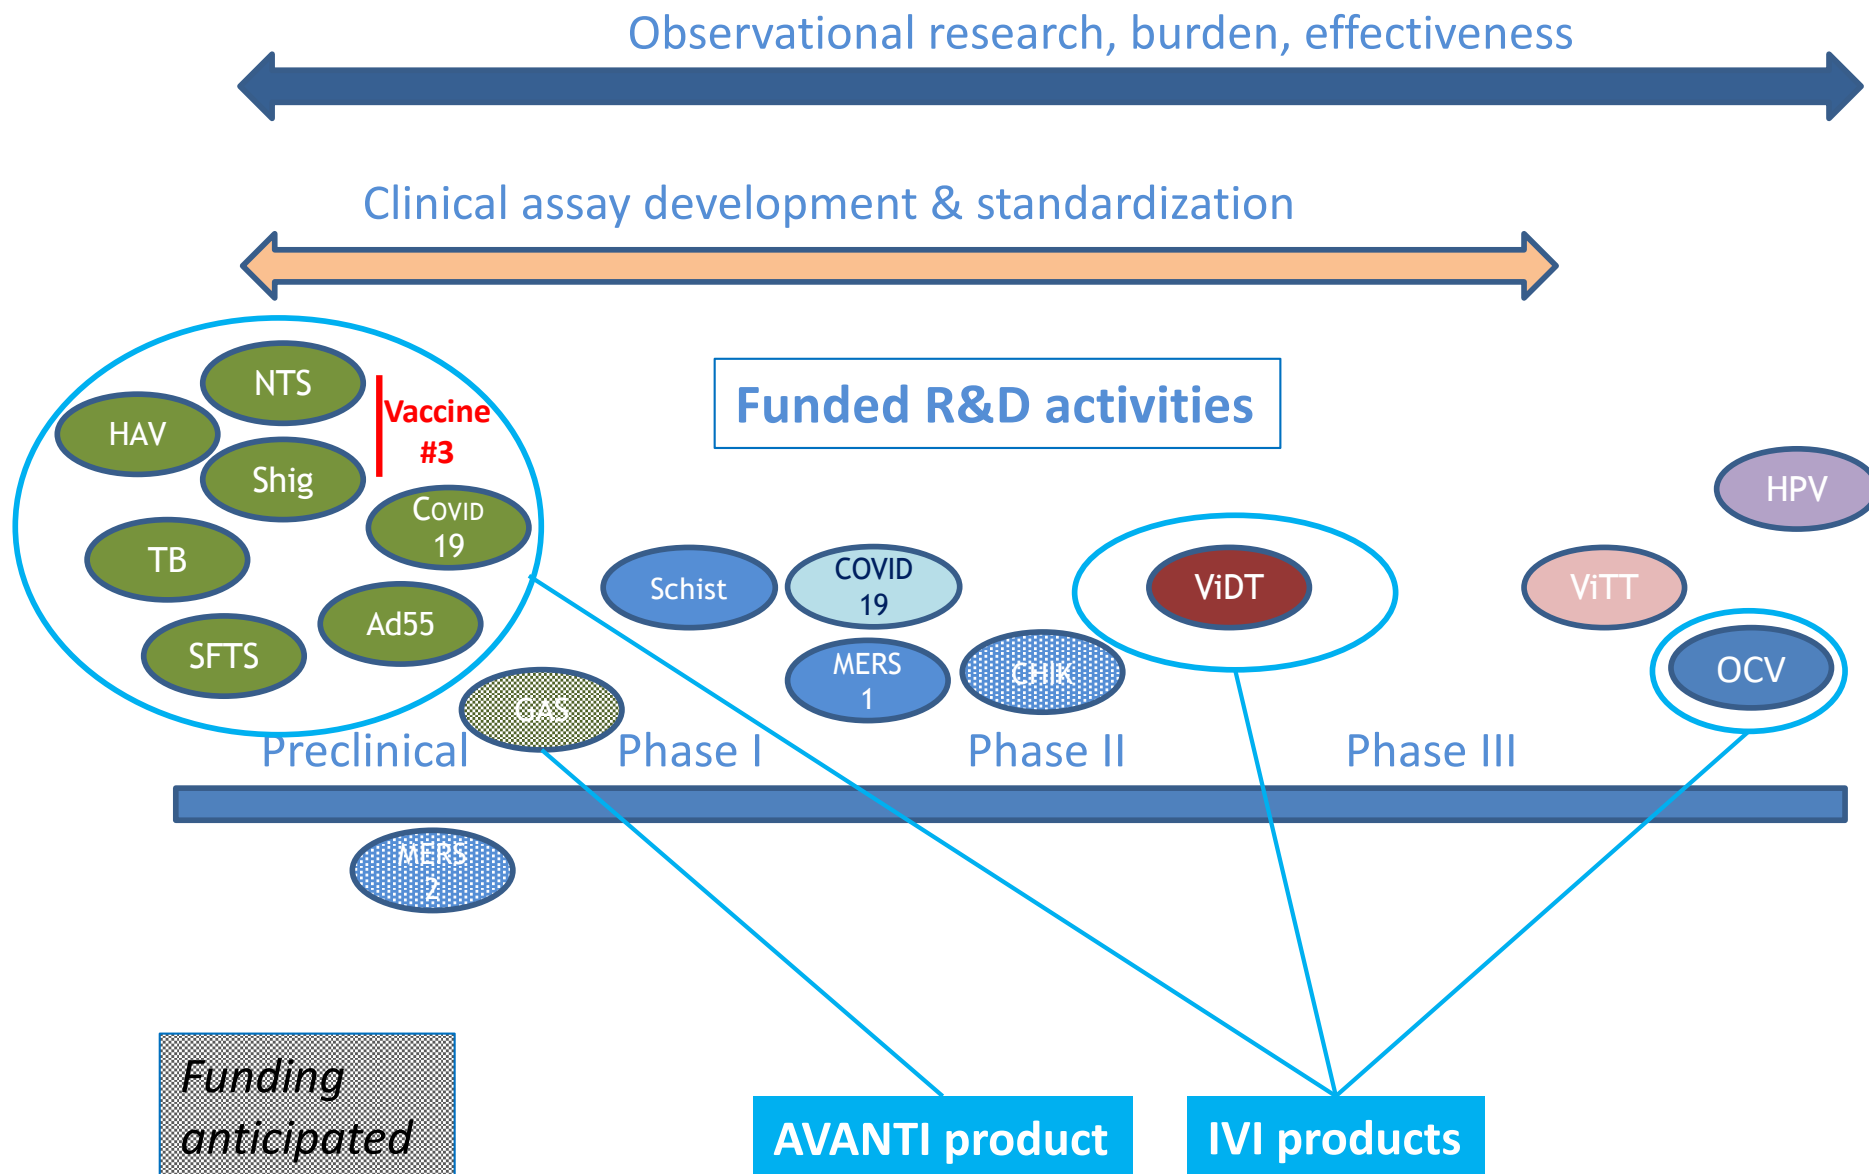 Observational research, burden, effectiveness
Clinical assay development & standardization
NTS
HAV
Vaccine
#3
Shig
Funded R&D activities
HPV
COVID
19
TB
Schist
COVID
19
ViDT
ViTT
Ad55
SFTS
MERS
1
CHIK
OCV
GAS
Preclinical
Phase I
Phase II
Phase III
MERS
2
Funding
anticipated
AVANTI product
IVI products